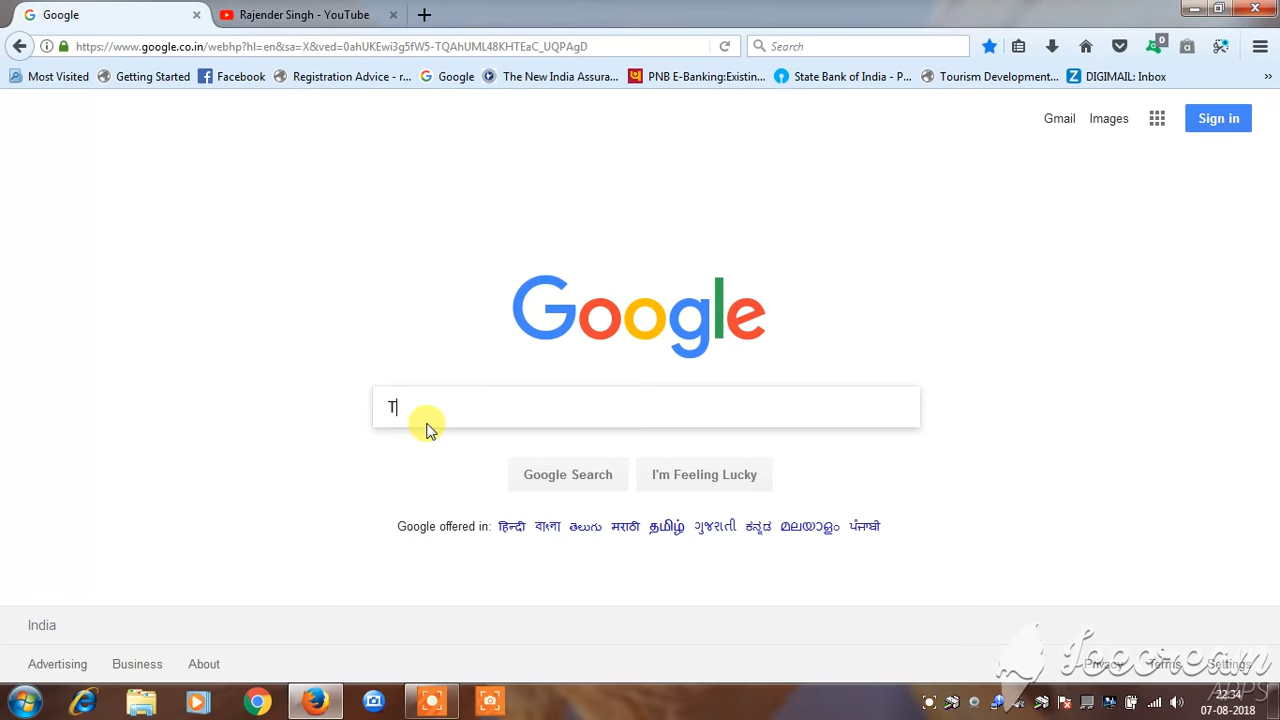 Google
Rajender Singh - YouTube
https://www.google.co.in/webhp?hl=en&sa=X&ved=0ahUKEwi3g5fW5-TQAhUML48KHTEaC_UQPAgD
Search
0
Most Visited
Getting Started
Facebook
Registration Advice - r...
Google
The New India Assura...
PNB E-Banking:Existin...
State Bank of India - P...
Tourism Development...
DIGIMAIL: Inbox
Gmail
Images
Sign in
Google
T
Google Search
I'm Feeling Lucky
Google offered in: हिन्दी বাংলা తెలుగు मराठी தமிழ் ગુજરાતી ಕನ್ನಡ മലയാളം ਪੰਜਾਬੀ
India
Advertising
Business
About
Privacy
Terms
Settings
APPS
22:34
07-08-2018